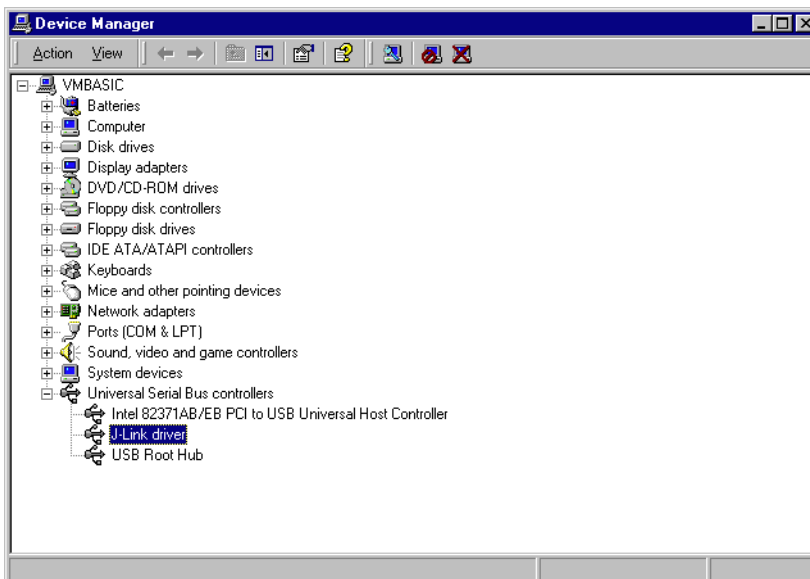 Device Manager
Action View
VMBASIC
Batteries
Computer
Disk drives
Display adapters
DVD/CD-ROM drives
Floppy disk controllers
Floppy disk drives
IDE ATA/ATAPI controllers
Keyboards
Mice and other pointing devices
Network adapters
Ports (COM & LPT)
Sound, video and game controllers
System devices
Universal Serial Bus controllers
Intel 82371AB/EB PCI to USB Universal Host Controller
J-Link driver
USB Root Hub